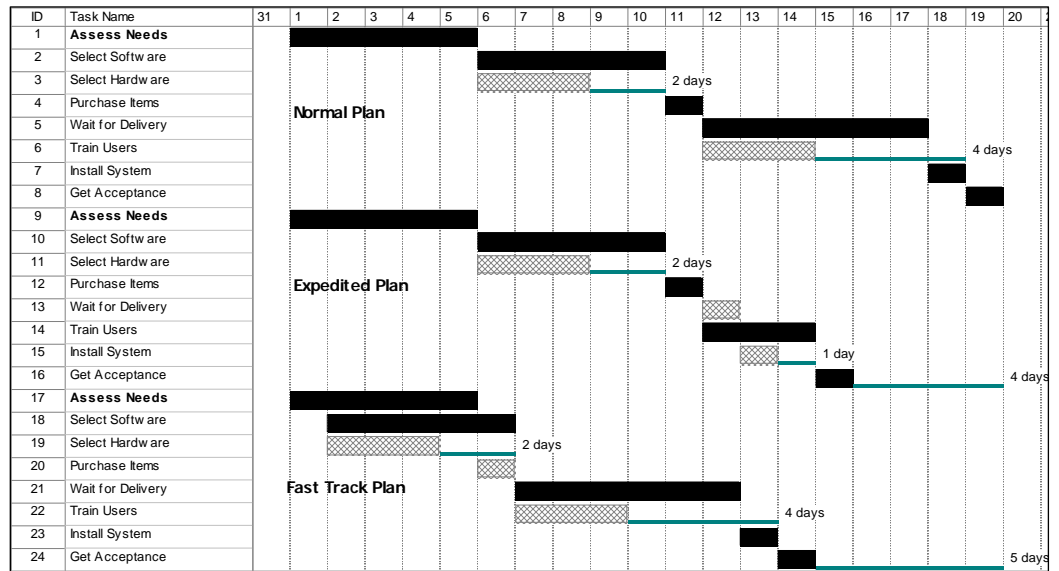 ID Task Name 31 1 2 3 4 5 6 7 8 9 10 11 12 13 14 15 16 17 18 19 20
1 Assess Needs
2 Select Software
3 Select Hardware 2 days
4 Purchase Items
Normal Plan
5 Wait for Delivery
6 Train Users 4 days
7 Install System
8 Get Acceptance
9 Assess Needs
10 Select Software
11 Select Hardware 2 days
12 Purchase Items Expedited Plan
13 Wait for Delivery
14 Train Users
15 Install System 1 day
16 Get Acceptance 4 days
17 Assess Needs
18 Select Software
19 Select Hardware 2 days
20 Purchase Items
21 Wait for Delivery Fast Track Plan
22 Train Users 4 days
23 Install System
24 Get Acceptance 5 days